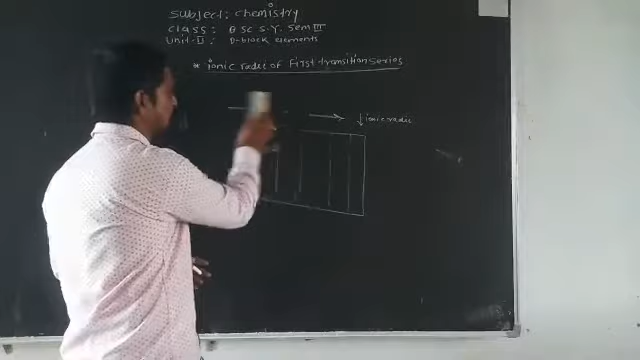 Subject: Chemistry
Class: B SC S.Y. Sem III
Unit-II: D-block elements
* ionic radii of First transition series
↓ ionic radii